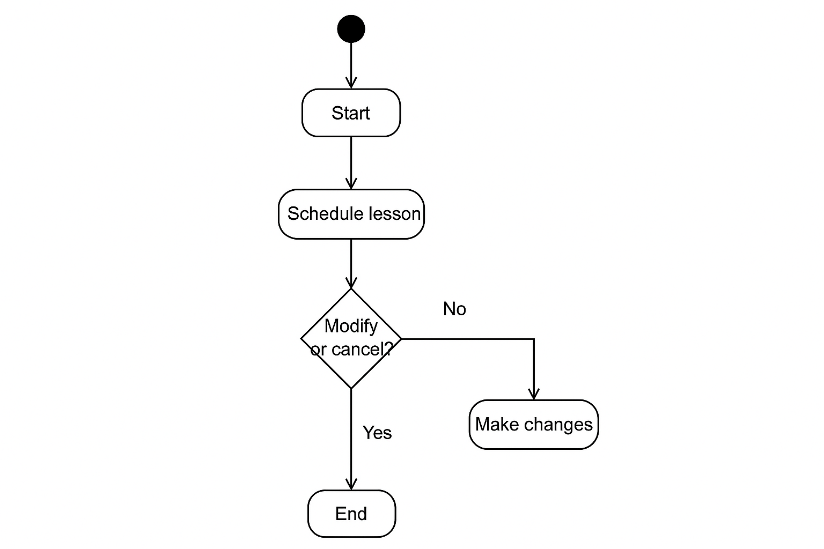 Start
Schedule lesson
Modify
or cancel?
No
Make changes
Yes
End